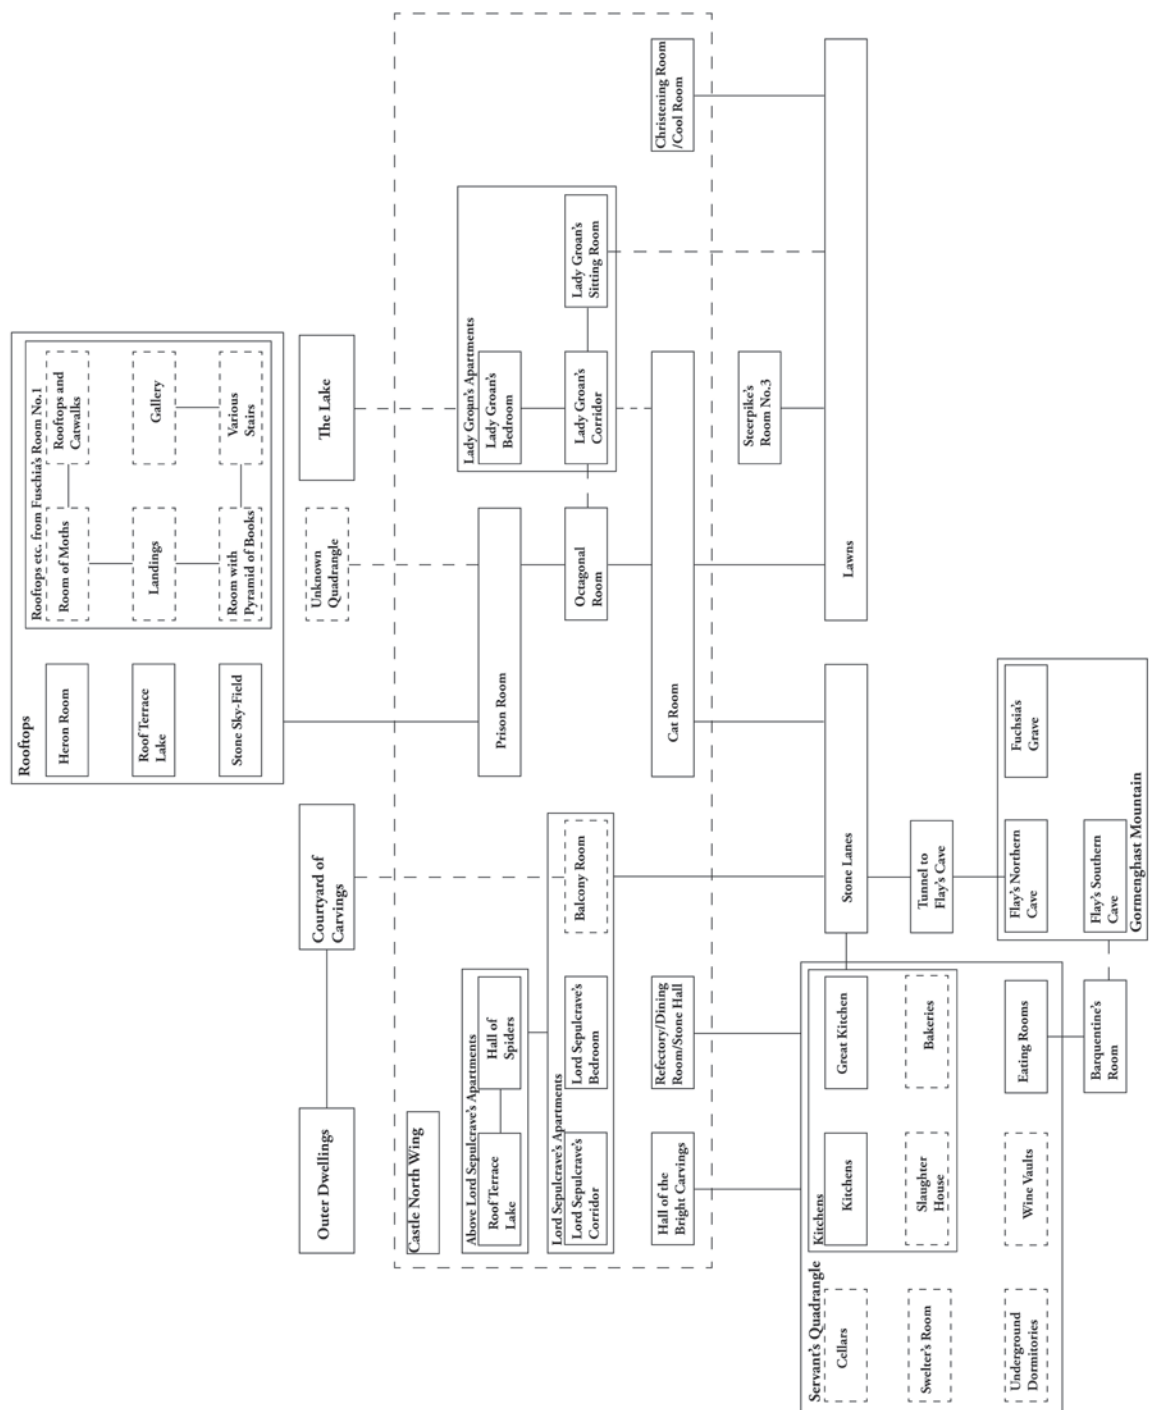 Rooftops
Heron Room
Roof Terrace
Lake
Stone Sky-Field
Rooftops etc. from Fuschia's Room No.1
Room of Moths
Rooftops and
Catwalks
Landings
Gallery
Room with
Pyramid of Books
Various
Stairs
Outer Dwellings
Courtyard of
Carvings
Unknown
Quadrangle
The Lake
Castle North Wing
Above Lord Sepulcrave's Apartments
Roof Terrace
Lake
Hall of
Spiders
Lord Sepulcrave's Apartments
Lord Sepulcrave's
Corridor
Lord Sepulcrave's
Bedroom
Balcony Room
Prison Room
Octagonal
Room
Lady Groan's Apartments
Lady Groan's
Bedroom
Lady Groan's
Corridor
Lady Groan's
Sitting Room
Hall of the
Bright Carvings
Refectory/Dining
Room/Stone Hall
Cat Room
Christening Room
/Cool Room
Steerpike's
Room No.3
Servant's Quadrangle
Cellars
Swelter's Room
Underground
Dormitories
Kitchens
Kitchens
Great Kitchen
Slaughter
House
Bakeries
Wine Vaults
Eating Rooms
Barquentine's
Room
Stone Lanes
Lawns
Tunnel to
Flay's Cave
Flay's Northern
Cave
Fuchsia's
Grave
Flay's Southern
Cave
Gormenghast Mountain